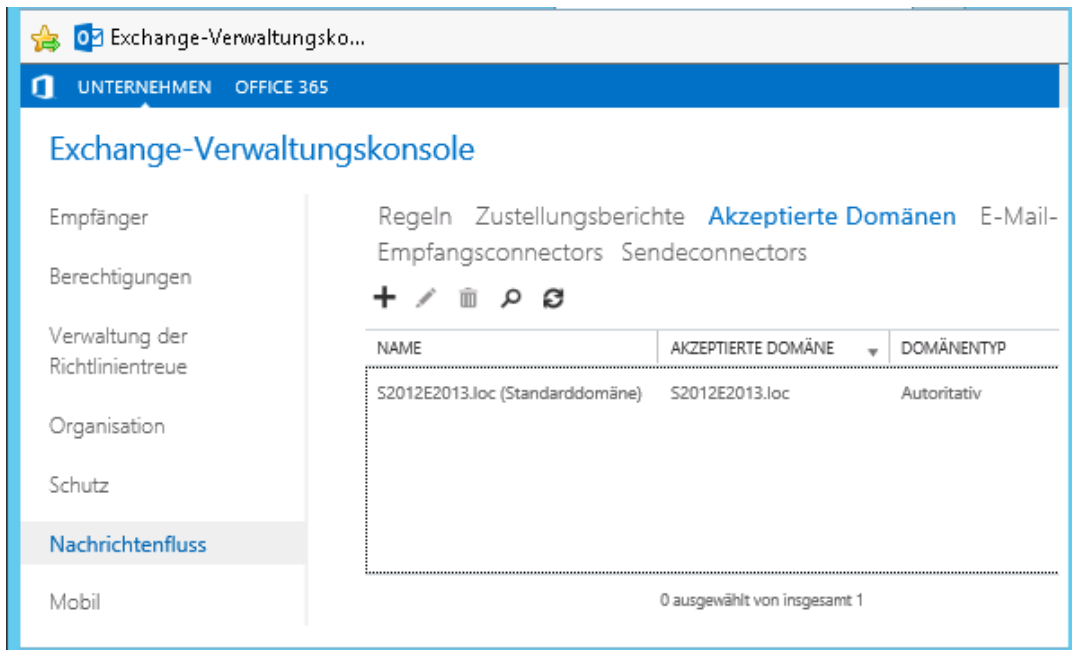 Exchange-Verwaltungsko...
UNTERNEHMEN OFFICE 365
Exchange-Verwaltungskonsole
Empfänger
Berechtigungen
Verwaltung der
Richtlinientreue
Organisation
Schutz
Nachrichtenfluss
Mobil
Regeln Zustellungsberichte Akzeptierte Domänen E-Mail-
Empfangsconnectors Sendeconnectors
NAME AKZEPTIERTE DOMÄNE DOMÄNENTYP
S2012E2013.loc (Standarddomäne) S2012E2013.loc Autoritativ
0 ausgewählt von insgesamt 1